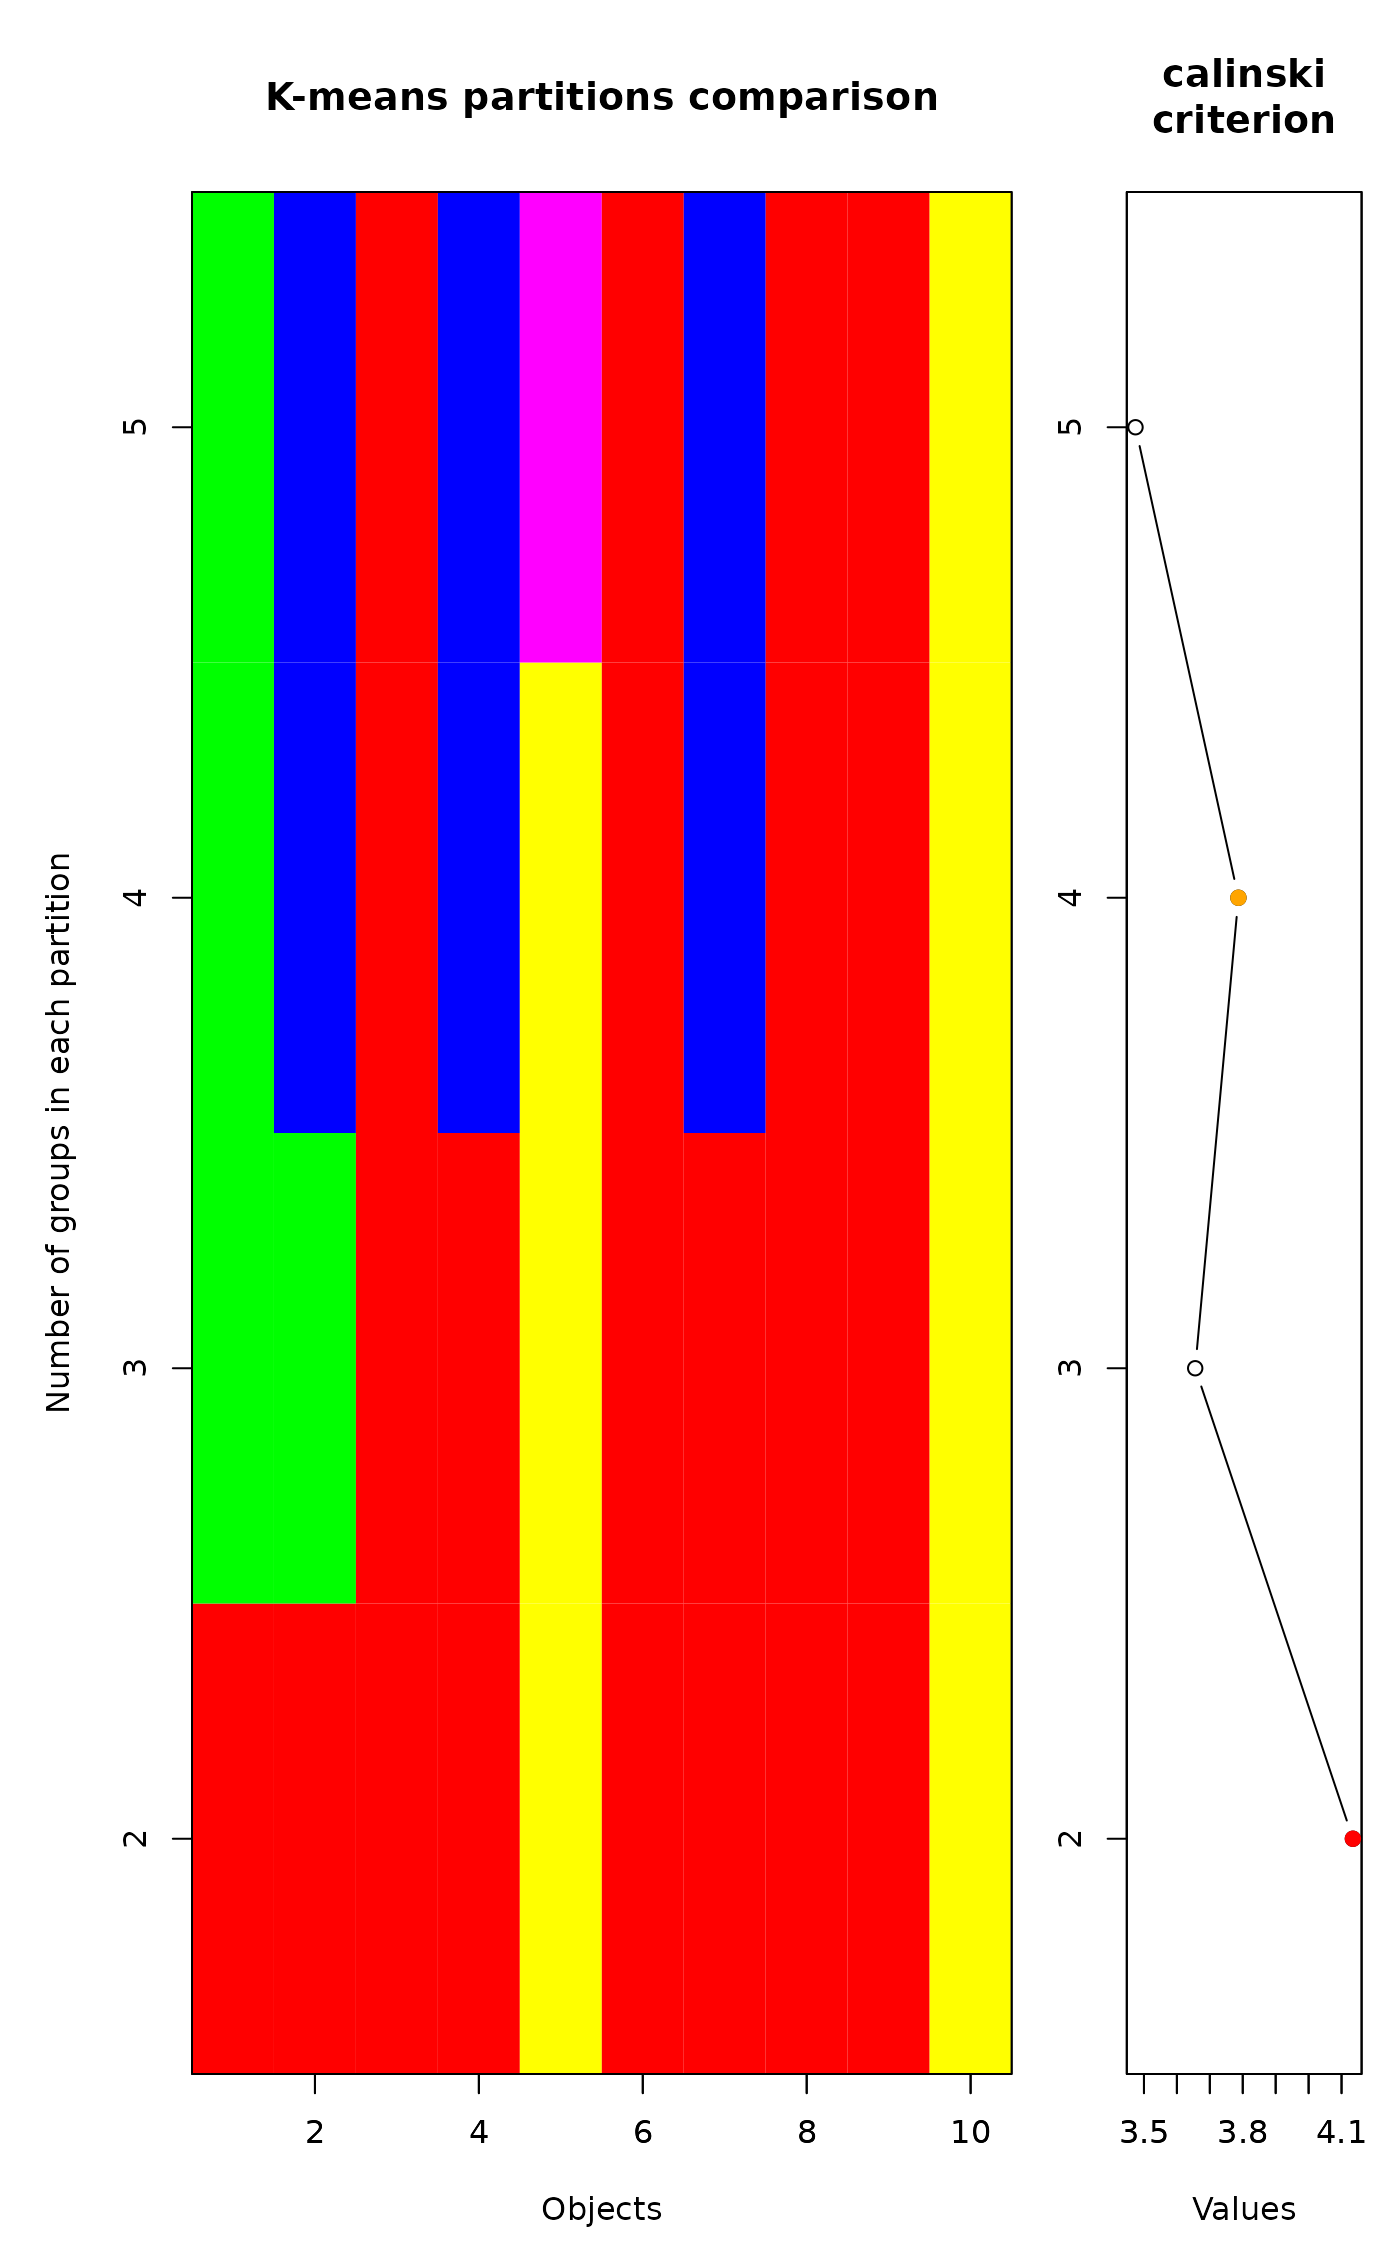 K-means partitions comparison
calinski
criterion
Number of groups in each partition
5
4
3
2
2 4 6 8 10
Objects
5
4
3
2
3.5 3.8 4.1
Values